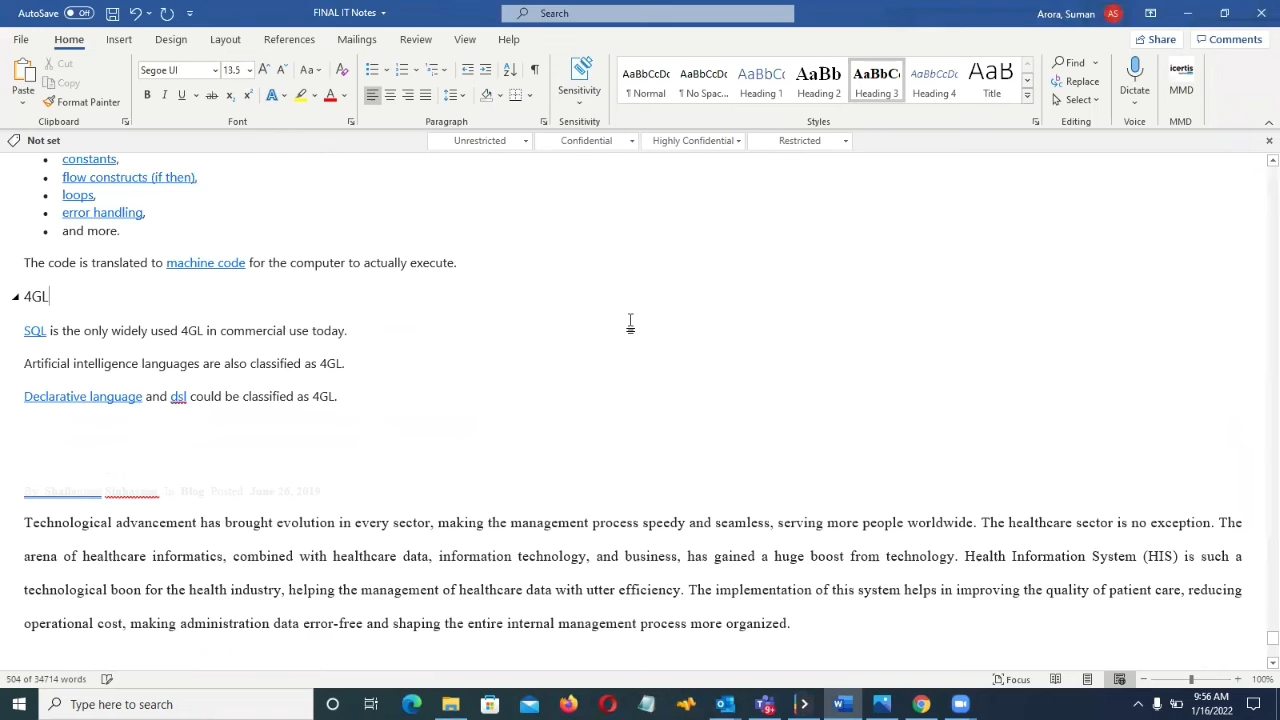 AutoSave Off FINAL IT Notes Search Arora, Suman AS
File Home Insert Design Layout References Mailings Review View Help Share Comments
Paste Cut Copy Format Painter Clipboard
Segoe UI 13.5 Font
Paragraph
Sensitivity Sensitivity
AaBbCcDc AaBbCcDc AaBbCc AaBb AaBbCc AaBbCcDc AaB
¶ Normal ¶ No Spac... Heading 1 Heading 2 Heading 3 Heading 4 Title
Styles
Find Replace Select Editing
Dictate Voice
icertis MMD MMD
Not set Unrestricted Confidential Highly Confidential Restricted
• constants,
• flow constructs (if then),
• loops,
• error handling,
• and more.
The code is translated to machine code for the computer to actually execute.
4GL
SQL is the only widely used 4GL in commercial use today.
Artificial intelligence languages are also classified as 4GL.
Declarative language and dsl could be classified as 4GL.
In Blog Posted June 26, 2019
Technological advancement has brought evolution in every sector, making the management process speedy and seamless, serving more people worldwide. The healthcare sector is no exception. The
arena of healthcare informatics, combined with healthcare data, information technology, and business, has gained a huge boost from technology. Health Information System (HIS) is such a
technological boon for the health industry, helping the management of healthcare data with utter efficiency. The implementation of this system helps in improving the quality of patient care, reducing
operational cost, making administration data error-free and shaping the entire internal management process more organized.
504 of 34714 words Focus 100%
Type here to search 9+ 9:56 AM
1/16/2022